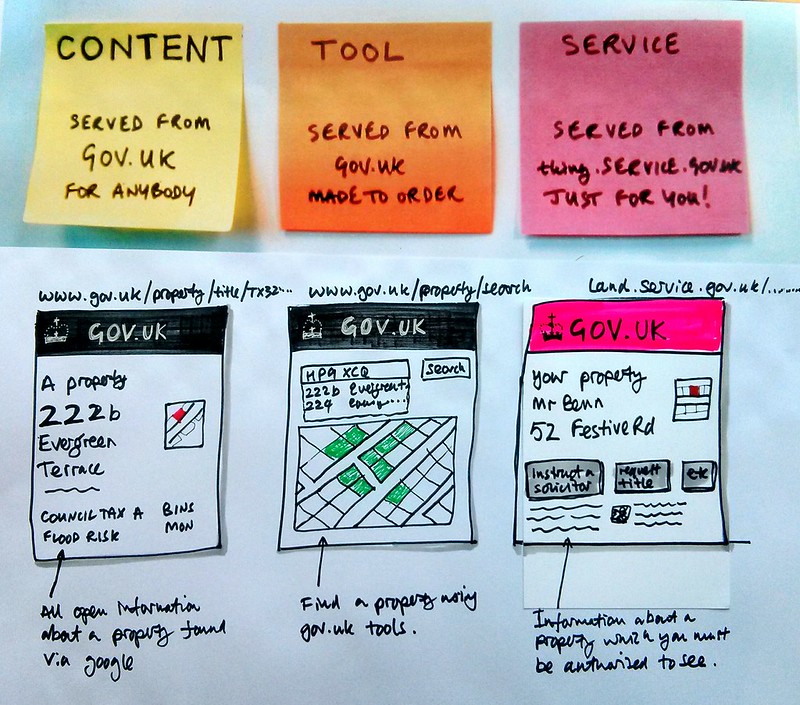 CONTENT
SERVED FROM
GOV.UK
FOR ANYBODY
TOOL
SERVED FROM
GOV.UK
MADE TO ORDER
SERVICE
SERVED FROM
thing.SERVICE.GOV.UK
JUST FOR YOU!
www.gov.uk/property/title/TX32...
GOV.UK
A property
222b
Evergreen
Terrace
COUNCIL TAX A
FLOOD RISK
BINS
MON
All open information
about a property found
via google
www.gov.uk/property/search
GOV.UK
HP9 XCQ
Search
222b Evergreen
224
Find a property using
gov.uk tools.
land.service.gov.uk/.......
GOV.UK
Your property
Mr Benn
52 Festive Rd
instruct a
solicitor
request
title
etc
Information about a
property which you must
be authorized to see.